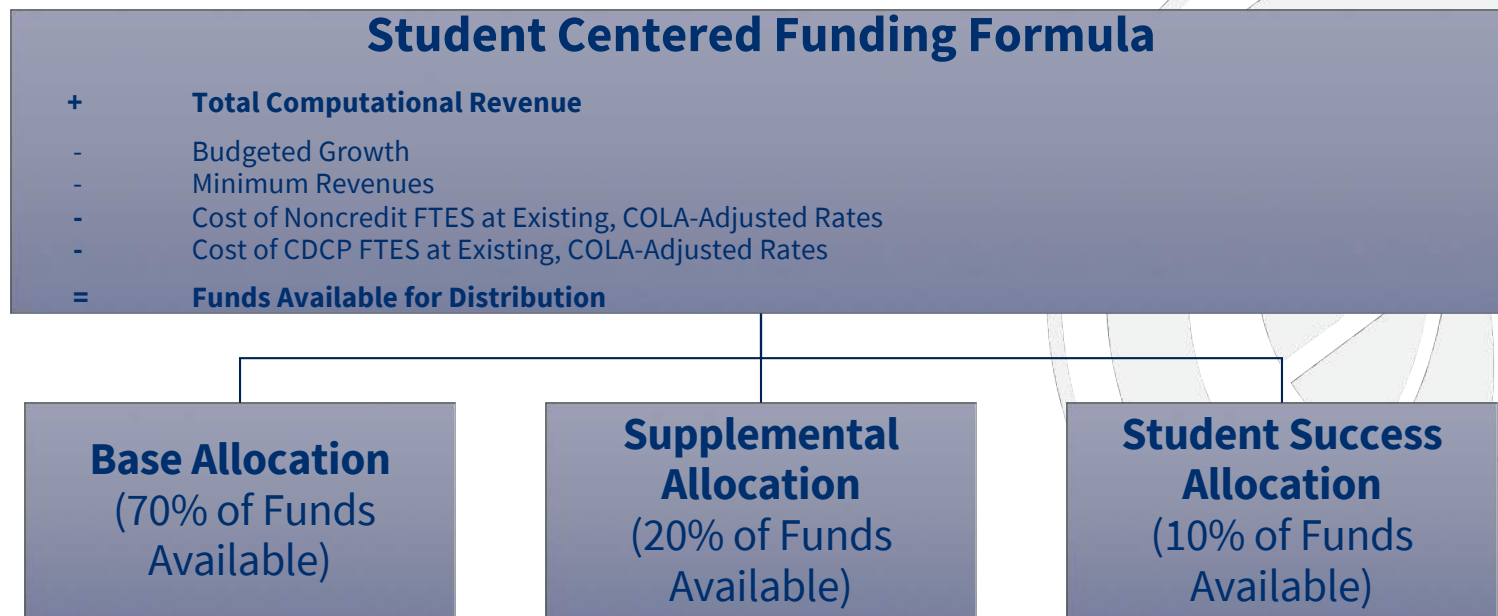 Student Centered Funding Formula
+ Total Computational Revenue
- Budgeted Growth
- Minimum Revenues
- Cost of Noncredit FTES at Existing, COLA-Adjusted Rates
- Cost of CDCP FTES at Existing, COLA-Adjusted Rates
= Funds Available for Distribution
Base Allocation
(70% of Funds
Available)
Supplemental
Allocation
(20% of Funds
Available)
Student Success
Allocation
(10% of Funds
Available)